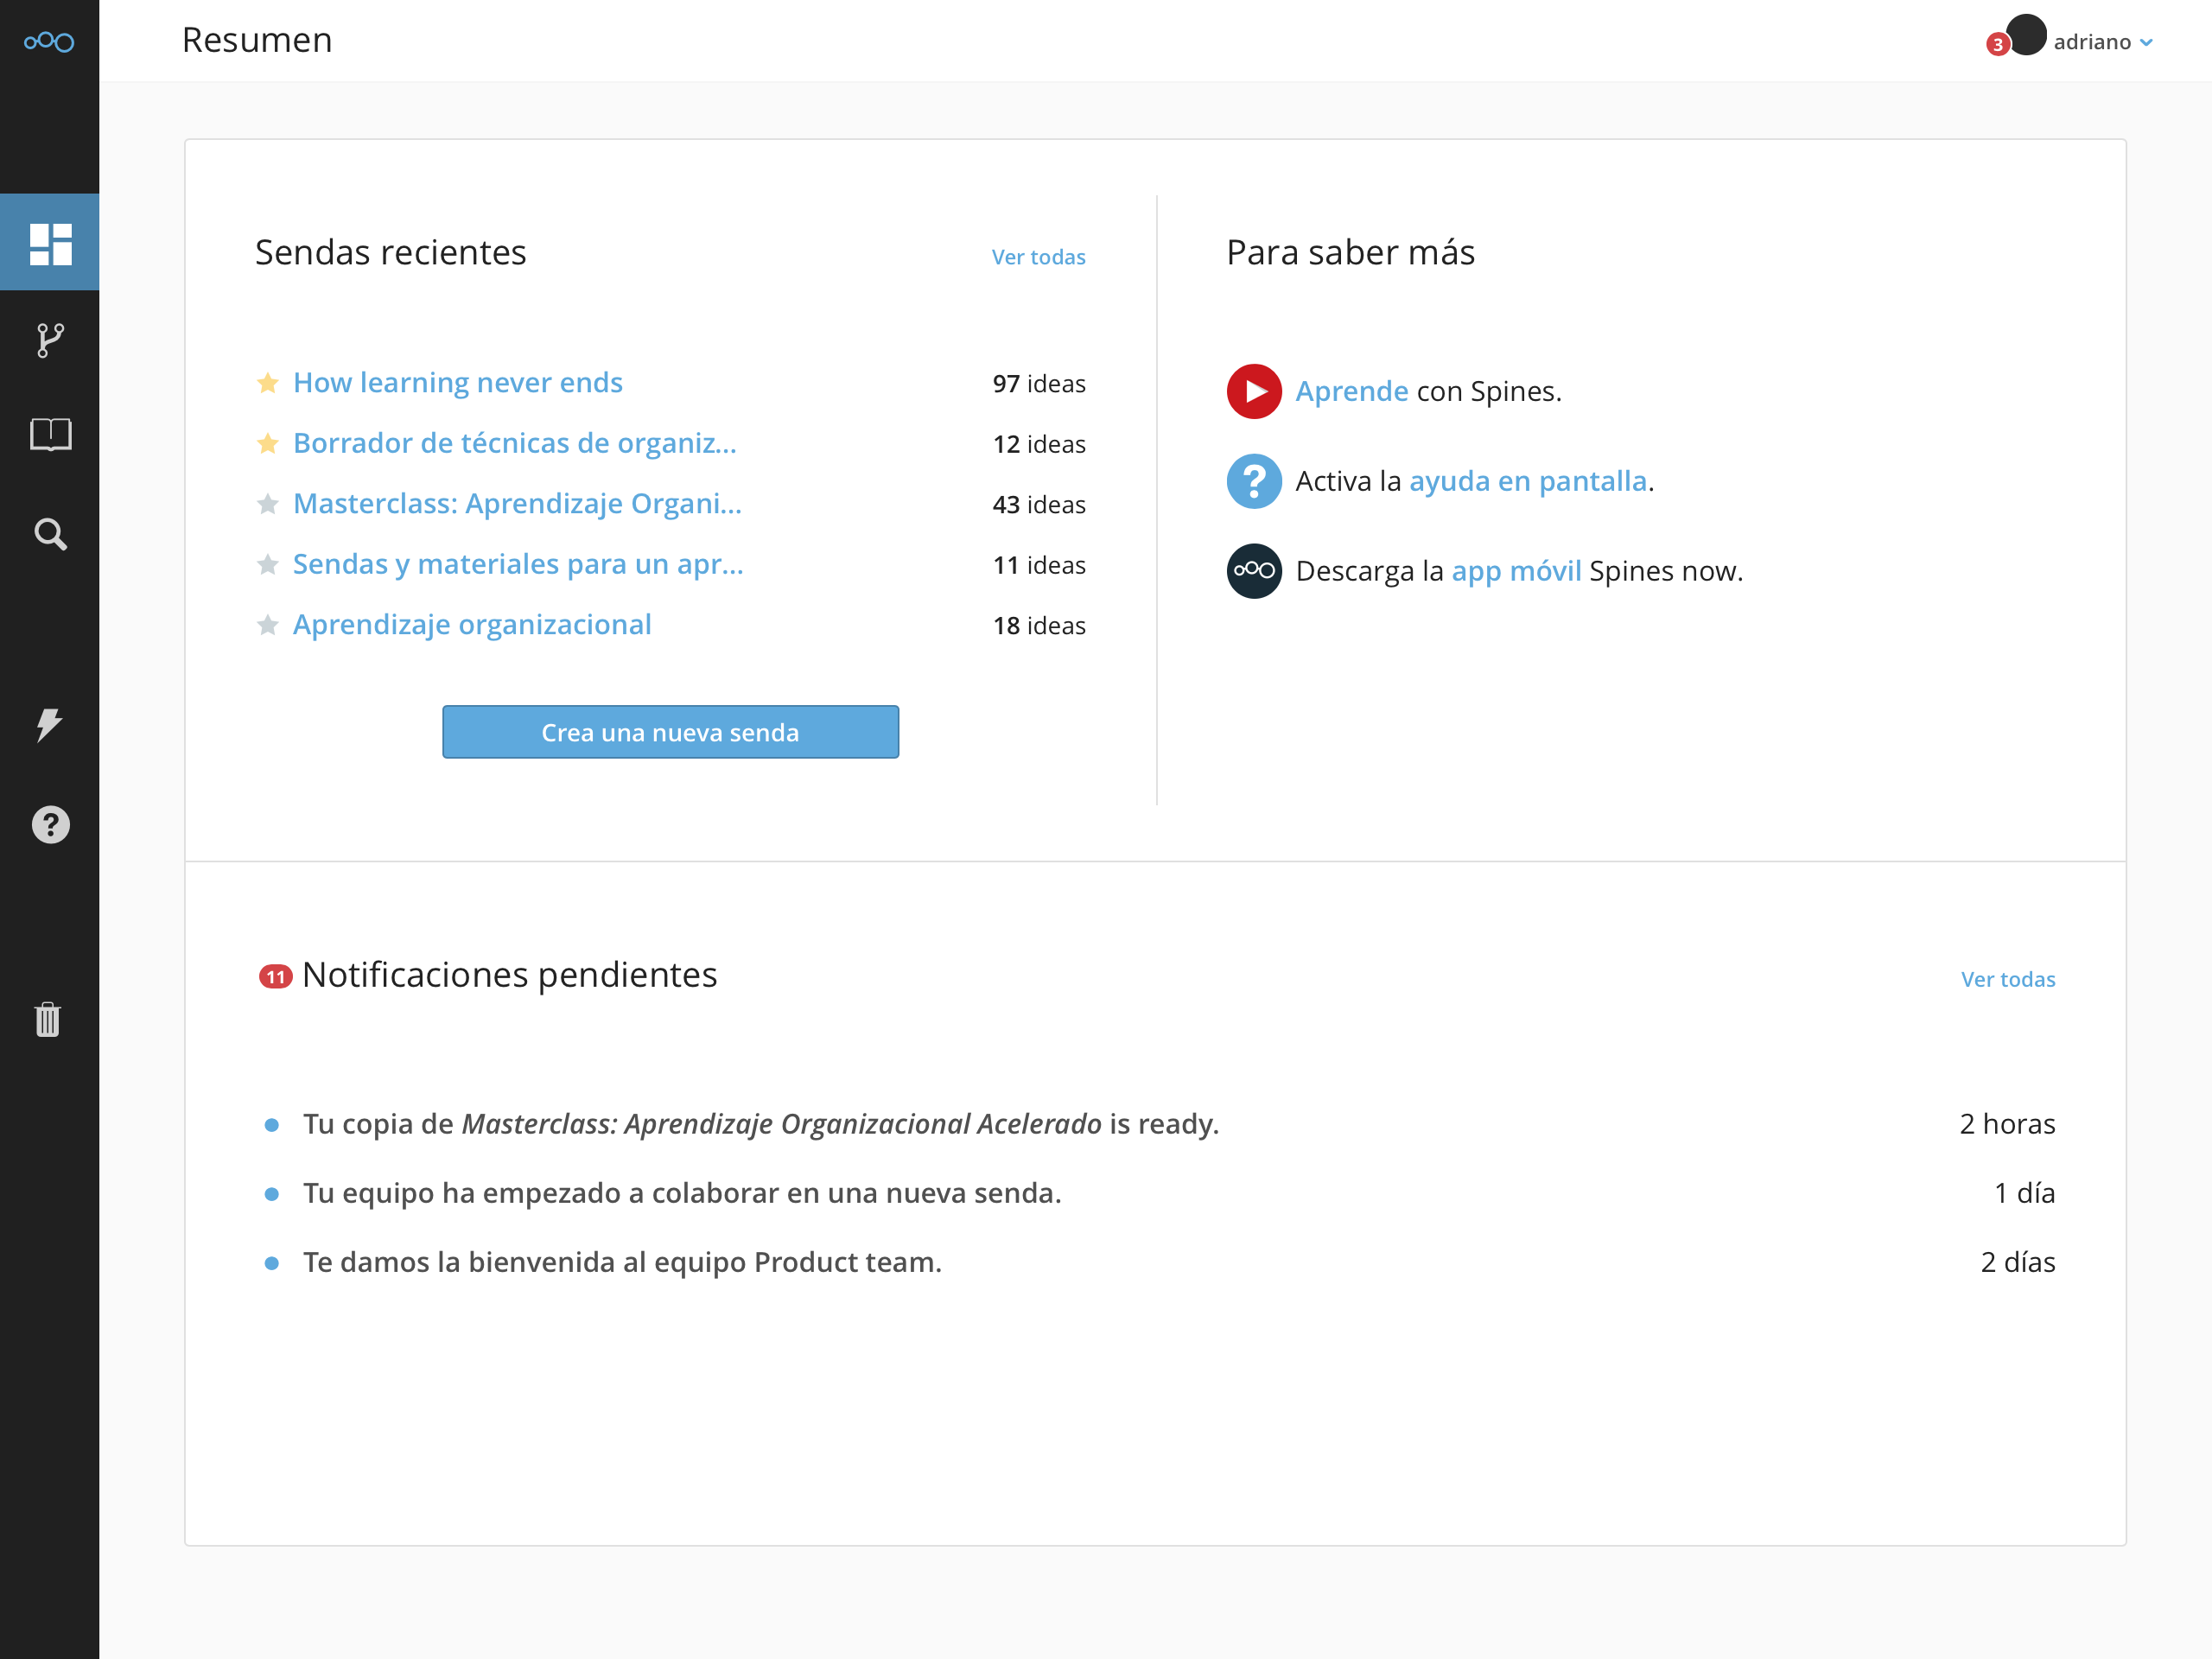 Resumen
3 adriano
Sendas recientes
Ver todas
How learning never ends 97 ideas
Borrador de técnicas de organiz... 12 ideas
Masterclass: Aprendizaje Organi... 43 ideas
Sendas y materiales para un apr... 11 ideas
Aprendizaje organizacional 18 ideas
Crea una nueva senda
Para saber más
Aprende con Spines.
? Activa la ayuda en pantalla.
Descarga la app móvil Spines now.
?
11 Notificaciones pendientes
Ver todas
Tu copia de Masterclass: Aprendizaje Organizacional Acelerado is ready. 2 horas
Tu equipo ha empezado a colaborar en una nueva senda. 1 día
Te damos la bienvenida al equipo Product team. 2 días